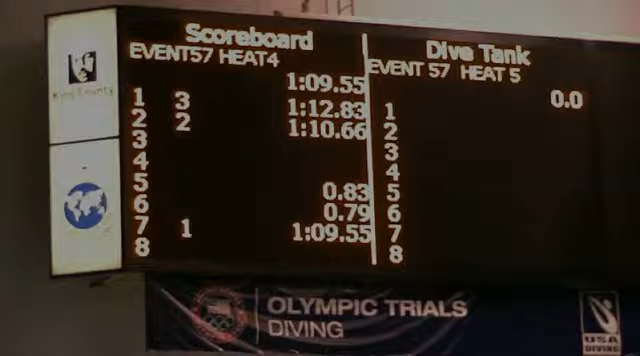 Scoreboard
EVENT57 HEAT4
1:09.55
1 3 1:12.83
2 2 1:10.66
3
4
5 0.83
6 0.79
7 1 1:09.55
8
Dive Tank
EVENT 57 HEAT 5
0.0
1
2
3
4
5
6
7
8
King County
OLYMPIC TRIALS
DIVING
USA
DIVING